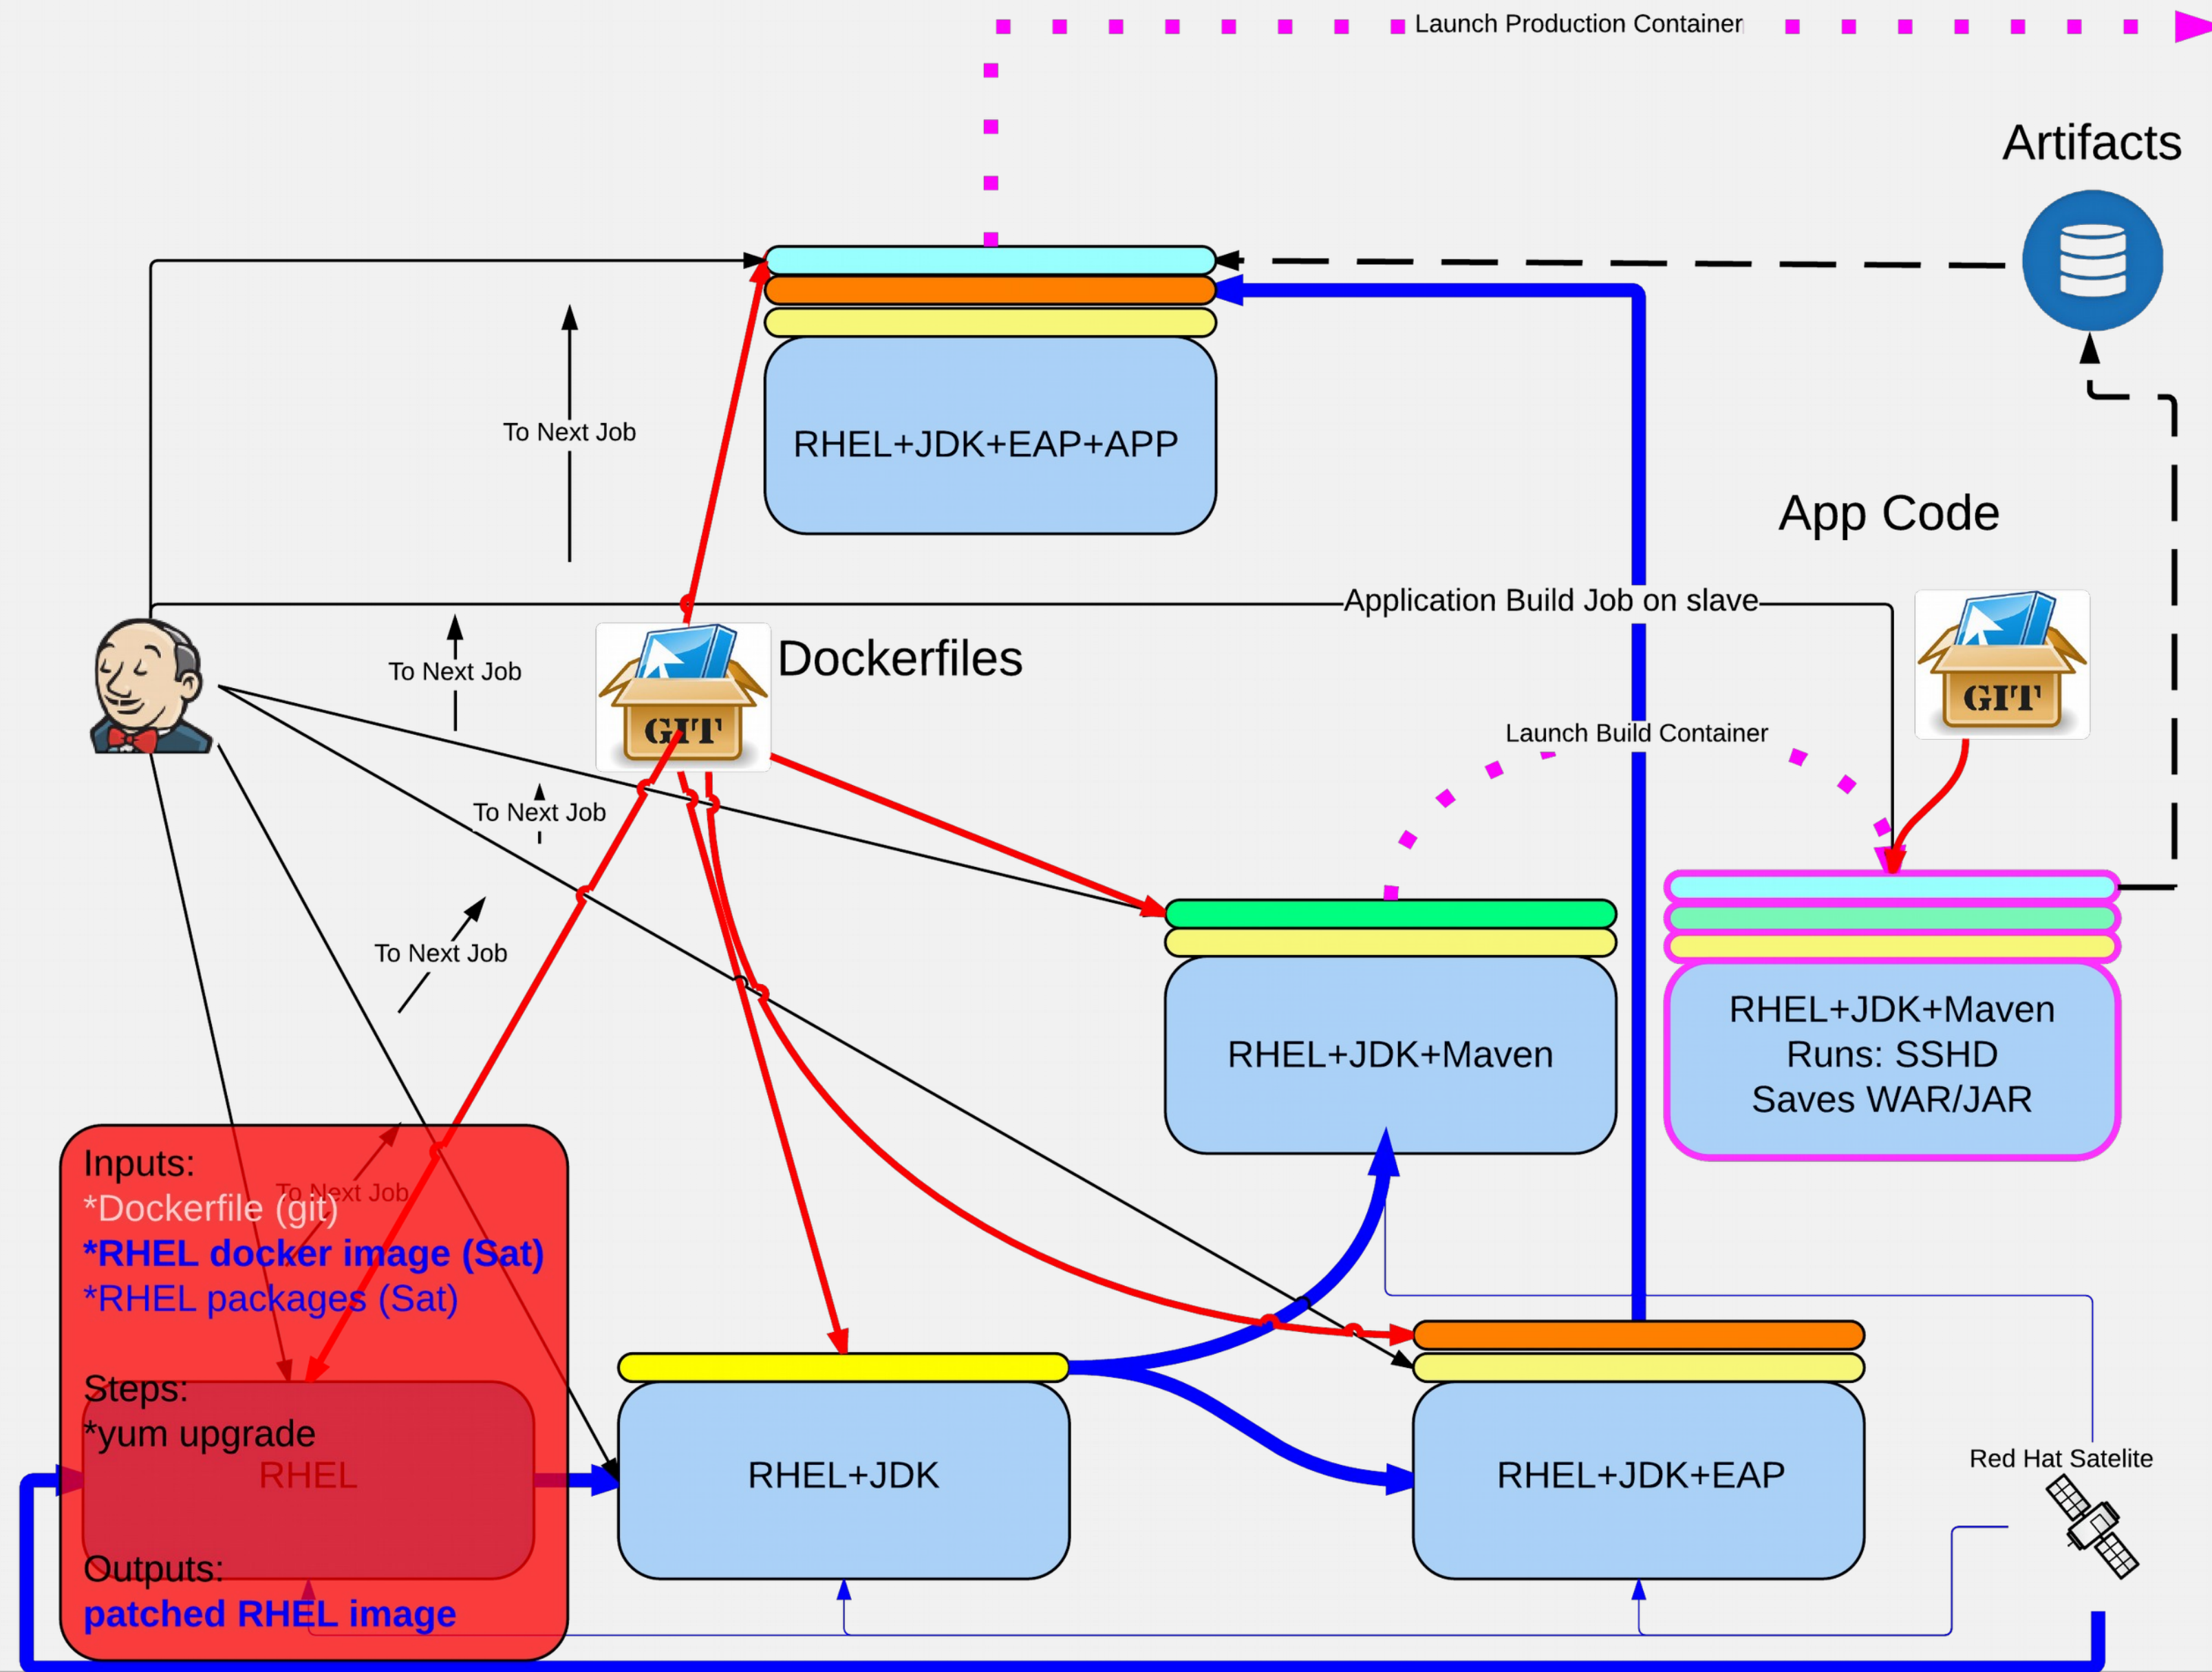 Launch Production Container
Artifacts
To Next Job
RHEL+JDK+EAP+APP
App Code
Application Build Job on slave
To Next Job
Dockerfiles
GIT
GIT
Launch Build Container
To Next Job
To Next Job
RHEL+JDK+Maven
RHEL+JDK+Maven
Runs: SSHD
Saves WAR/JAR
Inputs:
To Next Job
*Dockerfile (git)
*RHEL docker image (Sat)
*RHEL packages (Sat)
Steps:
*yum upgrade
RHEL
Outputs:
patched RHEL image
RHEL+JDK
RHEL+JDK+EAP
Red Hat Satelite